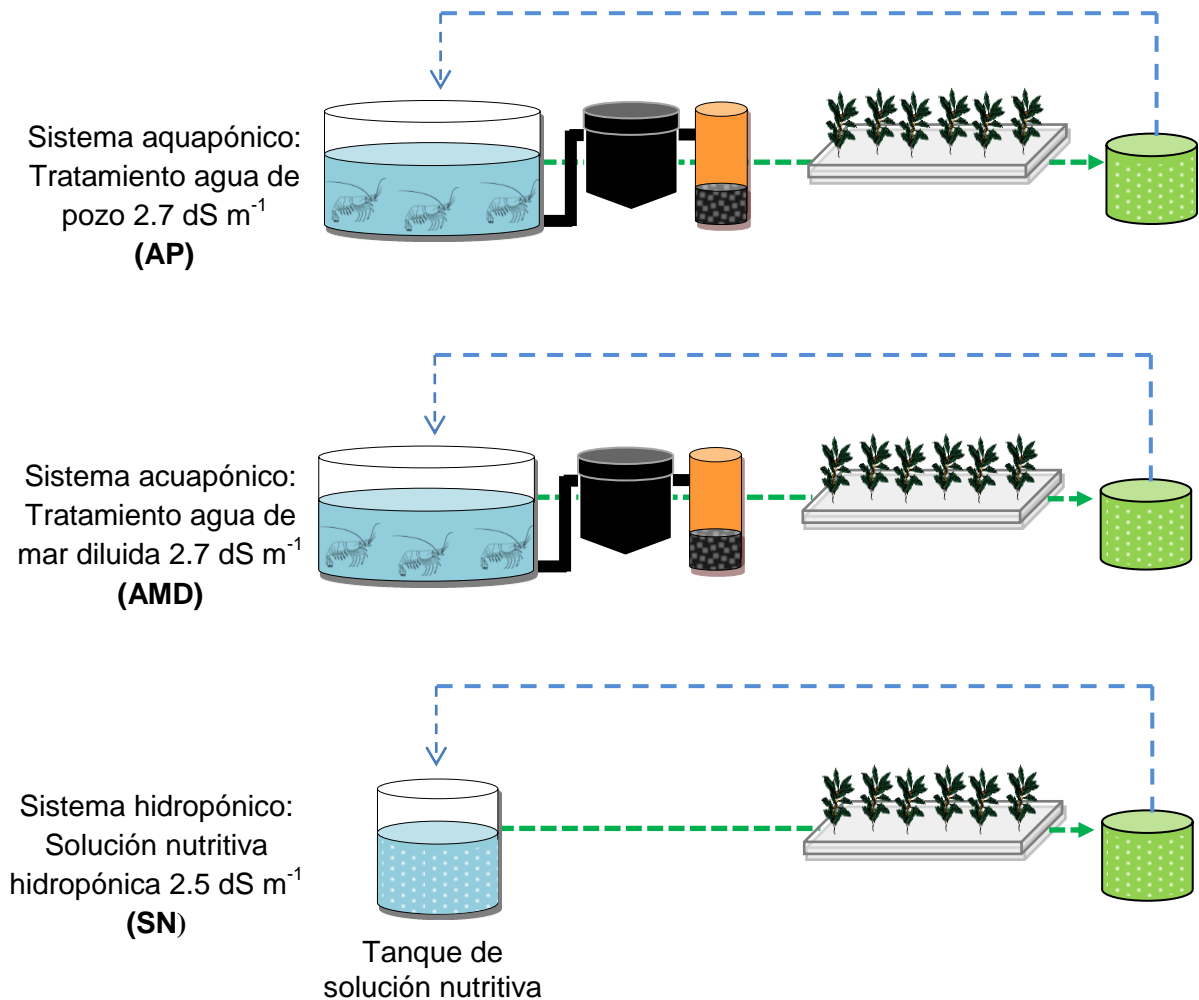 Sistema aquapónico:
Tratamiento agua de
pozo 2.7 dS m⁻¹
(AP)
Sistema acuapónico:
Tratamiento agua de
mar diluida 2.7 dS m⁻¹
(AMD)
Sistema hidropónico:
Solución nutritiva
hidropónica 2.5 dS m⁻¹
(SN)
Tanque de
solución nutritiva